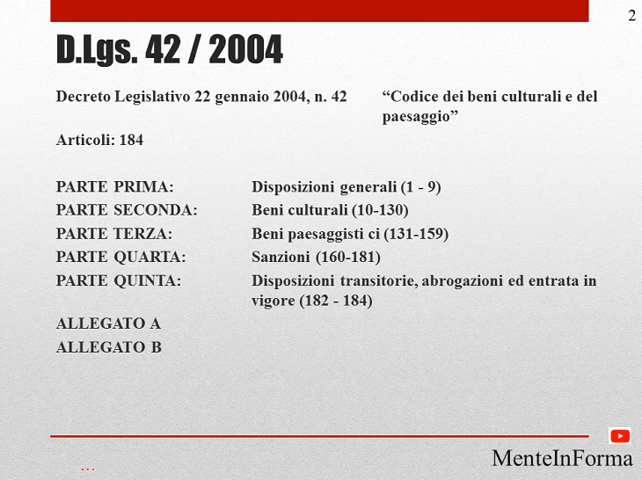 2
D.Lgs. 42 / 2004
Decreto Legislativo 22 gennaio 2004, n. 42 “Codice dei beni culturali e del
paesaggio”
Articoli: 184
PARTE PRIMA: Disposizioni generali (1 - 9)
PARTE SECONDA: Beni culturali (10-130)
PARTE TERZA: Beni paesaggisti ci (131-159)
PARTE QUARTA: Sanzioni (160-181)
PARTE QUINTA: Disposizioni transitorie, abrogazioni ed entrata in
vigore (182 - 184)
ALLEGATO A
ALLEGATO B
MenteInForma
...